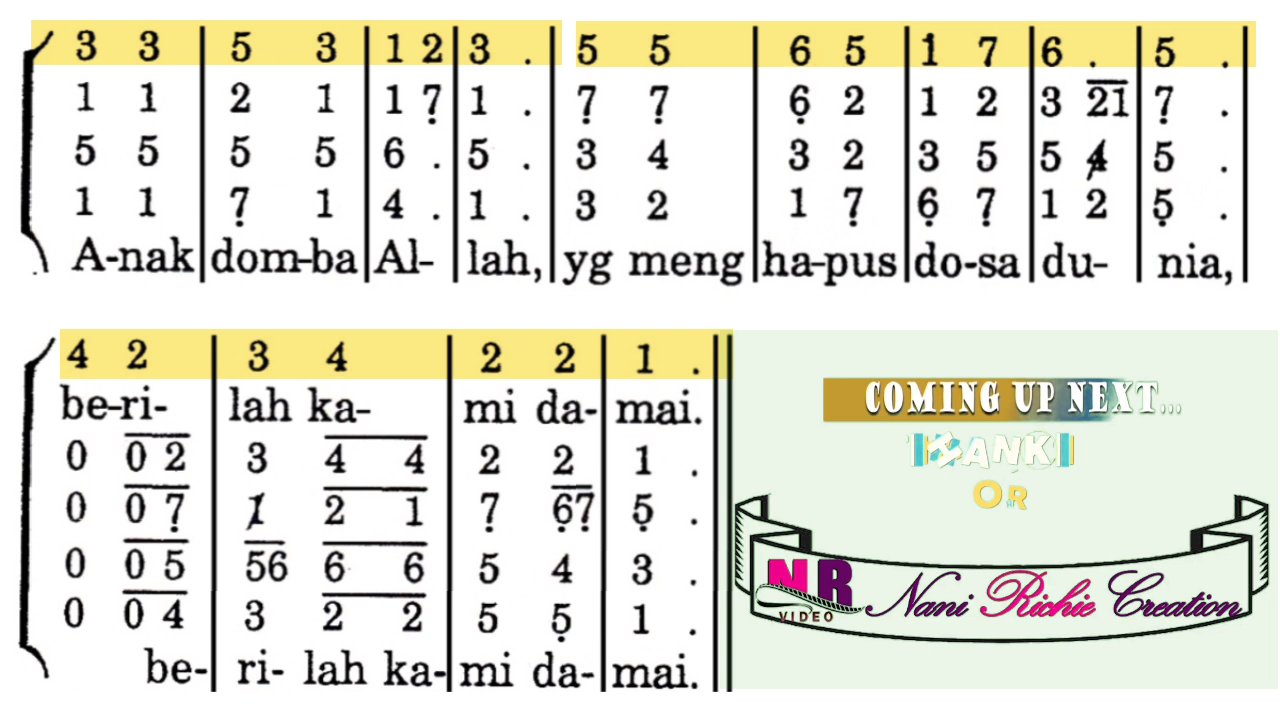 3 3 | 5 3 | 1 2 | 3 . | 5 5 | 6 5 | 1 7 | 6 . | 5 . |
1 1 | 2 1 | 1 7̣ | 1 . | 7̣ 7̣ | 6̣ 2 | 1 2 | 3 2̅1̅ | 7̣ . |
5 5 | 5 5 | 6 . | 5 . | 3 4 | 3 2 | 3 5 | 5 4̸ | 5 . |
1 1 | 7̣ 1 | 4 . | 1 . | 3 2 | 1 7̣ | 6̣ 7̣ | 1 2 | 5̣ . |
A-nak | dom-ba | Al- | lah, | yg meng | ha-pus | do-sa | du- | nia, |
4 2 | 3 4 | 2 2 | 1 . ||
be-ri- | lah ka- | mi da- | mai.
0 0̅ 2̅ | 3 4̅ 4̅ | 2 2 | 1 .
0 0̅ 7̣̅ | 1̸ 2̅ 1̅ | 7̣ 6̣̅7̣̅ | 5̣ .
0 0̅ 5̅ | 5̅6̅ 6̅ 6̅ | 5 4 | 3 .
0 0̅ 4̅ | 3 2̅ 2̅ | 5 5̣ | 1 .
be- | ri- lah ka- | mi da- | mai.
COMING UP NEXT...
NR VIDEO Nani Richie Creation